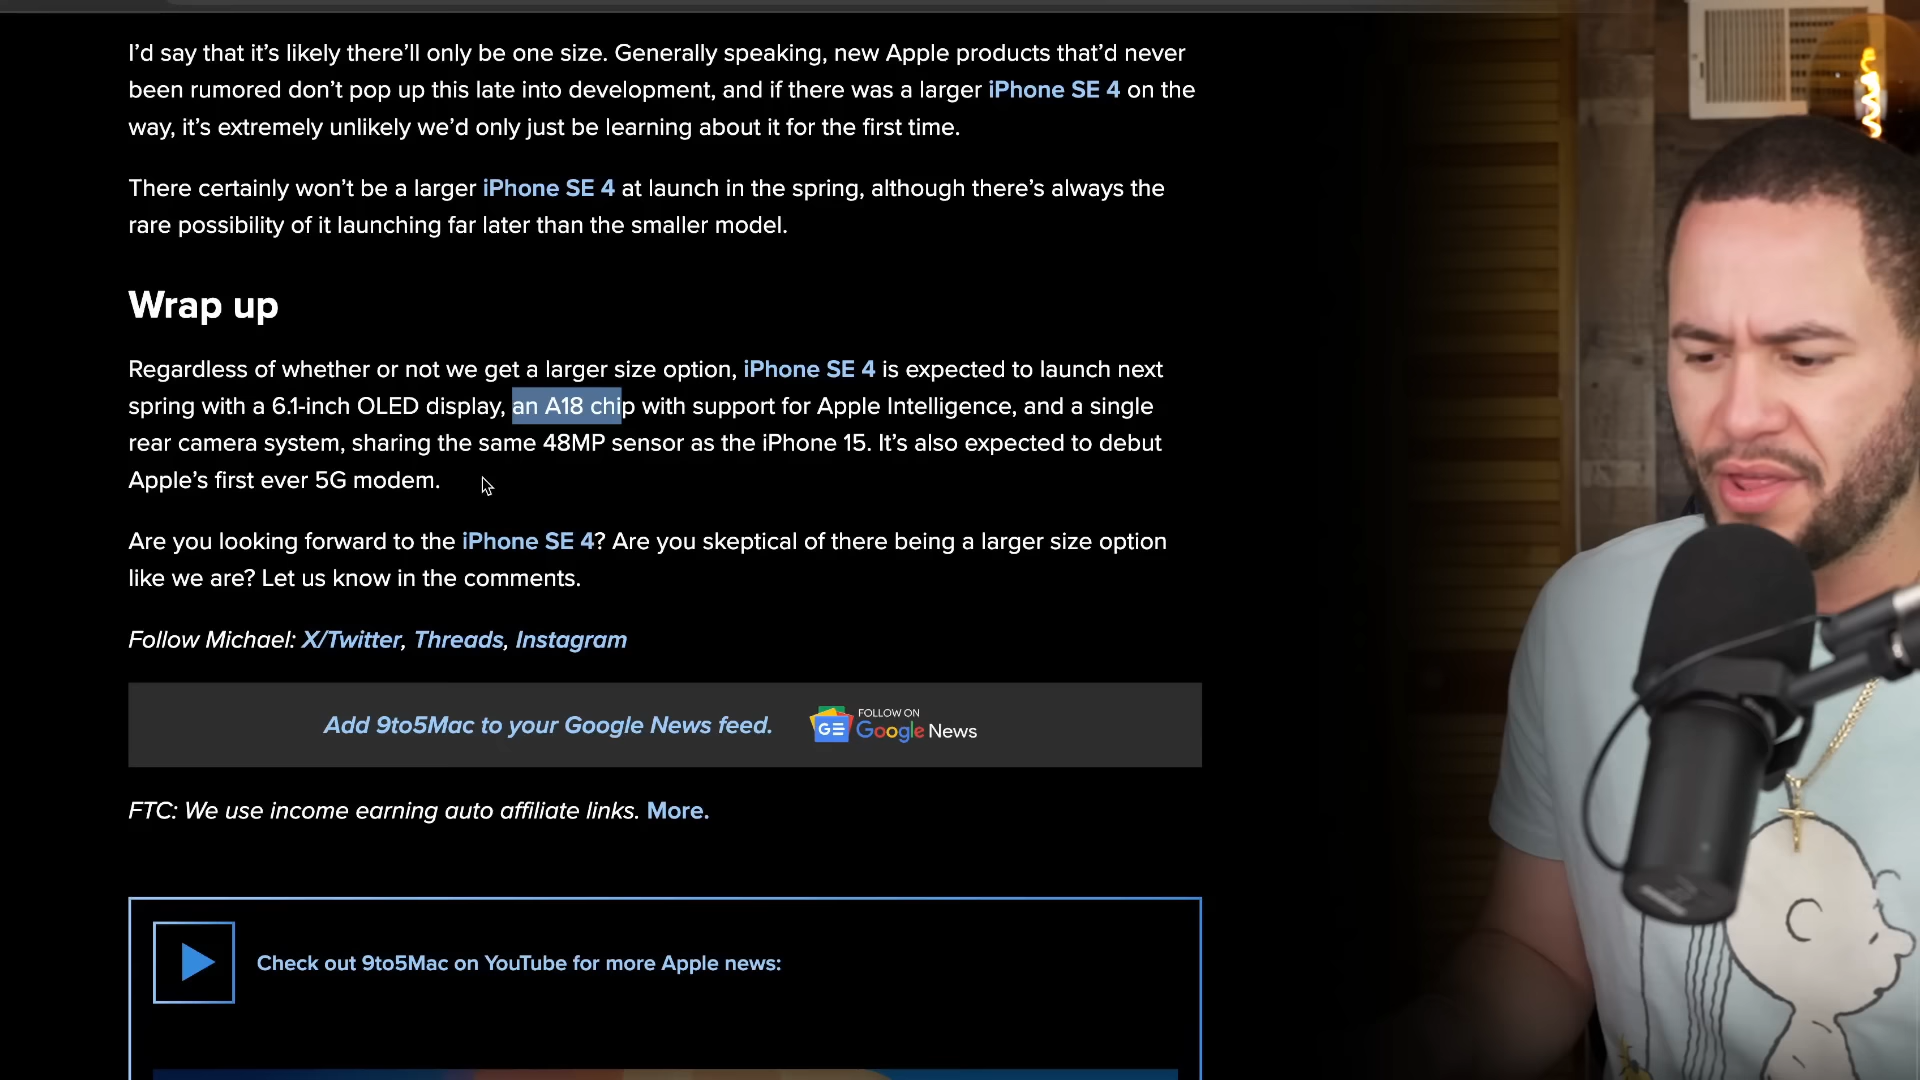 I'd say that it's likely there'll only be one size. Generally speaking, new Apple products that'd never
been rumored don't pop up this late into development, and if there was a larger iPhone SE 4 on the
way, it's extremely unlikely we'd only just be learning about it for the first time.
There certainly won't be a larger iPhone SE 4 at launch in the spring, although there's always the
rare possibility of it launching far later than the smaller model.
Wrap up
Regardless of whether or not we get a larger size option, iPhone SE 4 is expected to launch next
spring with a 6.1-inch OLED display, an A18 chip with support for Apple Intelligence, and a single
rear camera system, sharing the same 48MP sensor as the iPhone 15. It's also expected to debut
Apple's first ever 5G modem.
Are you looking forward to the iPhone SE 4? Are you skeptical of there being a larger size option
like we are? Let us know in the comments.
Follow Michael: X/Twitter, Threads, Instagram
Add 9to5Mac to your Google News feed.
GE
FOLLOW ON
Google News
FTC: We use income earning auto affiliate links. More.
Check out 9to5Mac on YouTube for more Apple news: